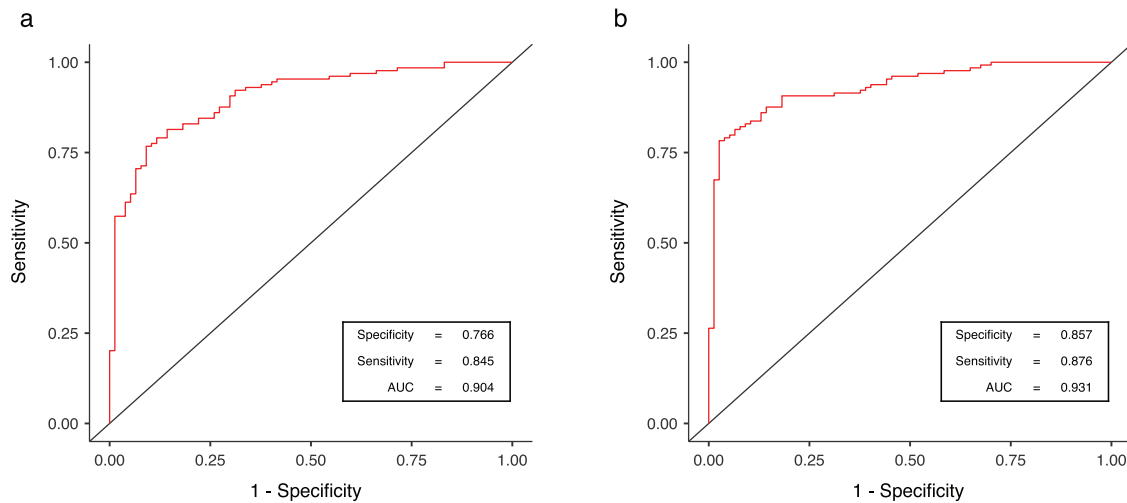 a
1.00
0.75
0.50
0.25
0.00
Sensitivity
Specificity = 0.766
Sensitivity = 0.845
AUC = 0.904
0.00 0.25 0.50 0.75 1.00
1 - Specificity
b
1.00
0.75
0.50
0.25
0.00
Sensitivity
Specificity = 0.857
Sensitivity = 0.876
AUC = 0.931
0.00 0.25 0.50 0.75 1.00
1 - Specificity